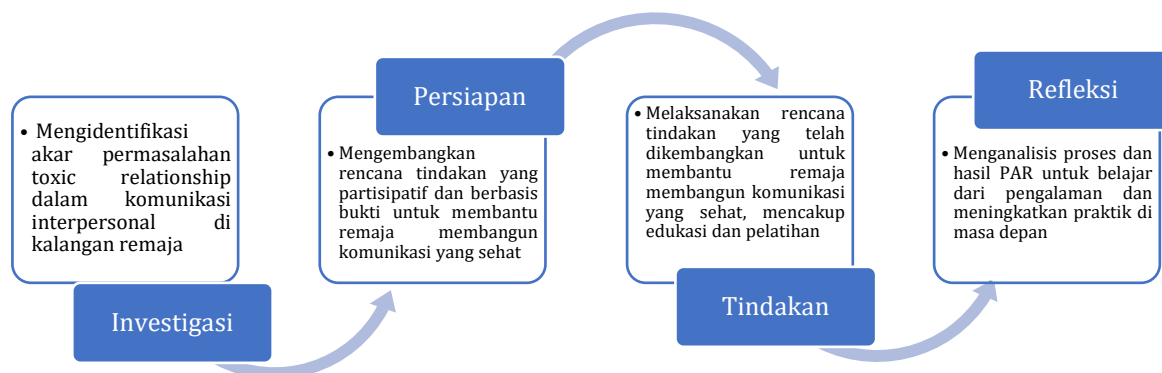 • Mengidentifikasi
akar permasalahan
toxic relationship
dalam komunikasi
interpersonal di
kalangan remaja
Investigasi
Persiapan
• Mengembangkan
rencana tindakan yang
partisipatif dan berbasis
bukti untuk membantu
remaja membangun
komunikasi yang sehat
• Melaksanakan rencana
tindakan yang telah
dikembangkan untuk
membantu remaja
membangun komunikasi
yang sehat, mencakup
edukasi dan pelatihan
Tindakan
Refleksi
• Menganalisis proses dan
hasil PAR untuk belajar
dari pengalaman dan
meningkatkan praktik di
masa depan